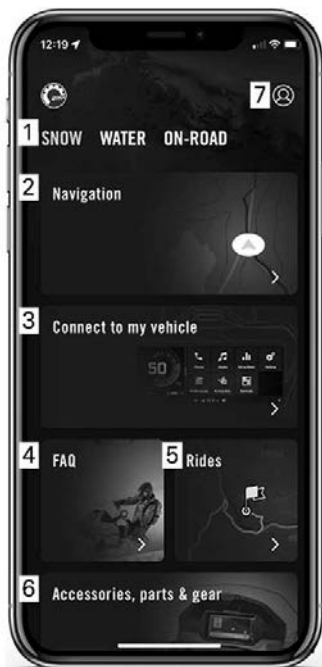 12:19
7
1 SNOW WATER ON-ROAD
2 Navigation
3 Connect to my vehicle
50
4 FAQ
5 Rides
6 Accessories, parts & gear